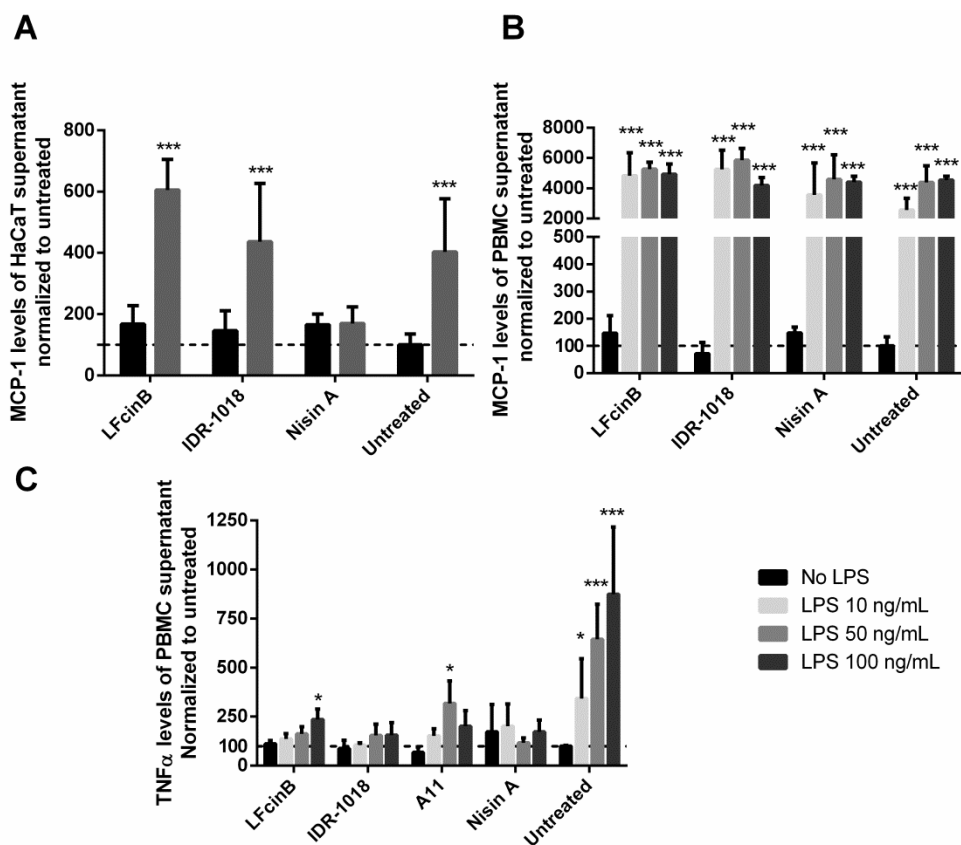 A
MCP-1 levels of HaCaT supernatant
normalized to untreated
800
600
400
200
0
***
***
***
LFcinB
IDR-1018
Nisin A
Untreated
B
MCP-1 levels of PBMC supernatant
normalized to untreated
8000
6000
4000
2000
500
400
300
200
100
0
***
***
***
***
***
***
***
***
***
***
***
***
LFcinB
IDR-1018
Nisin A
Untreated
C
TNFα levels of PBMC supernatant
Normalized to untreated
1250
1000
750
500
250
100
0
*
*
*
***
***
LFcinB
IDR-1018
A11
Nisin A
Untreated
No LPS
LPS 10 ng/mL
LPS 50 ng/mL
LPS 100 ng/mL